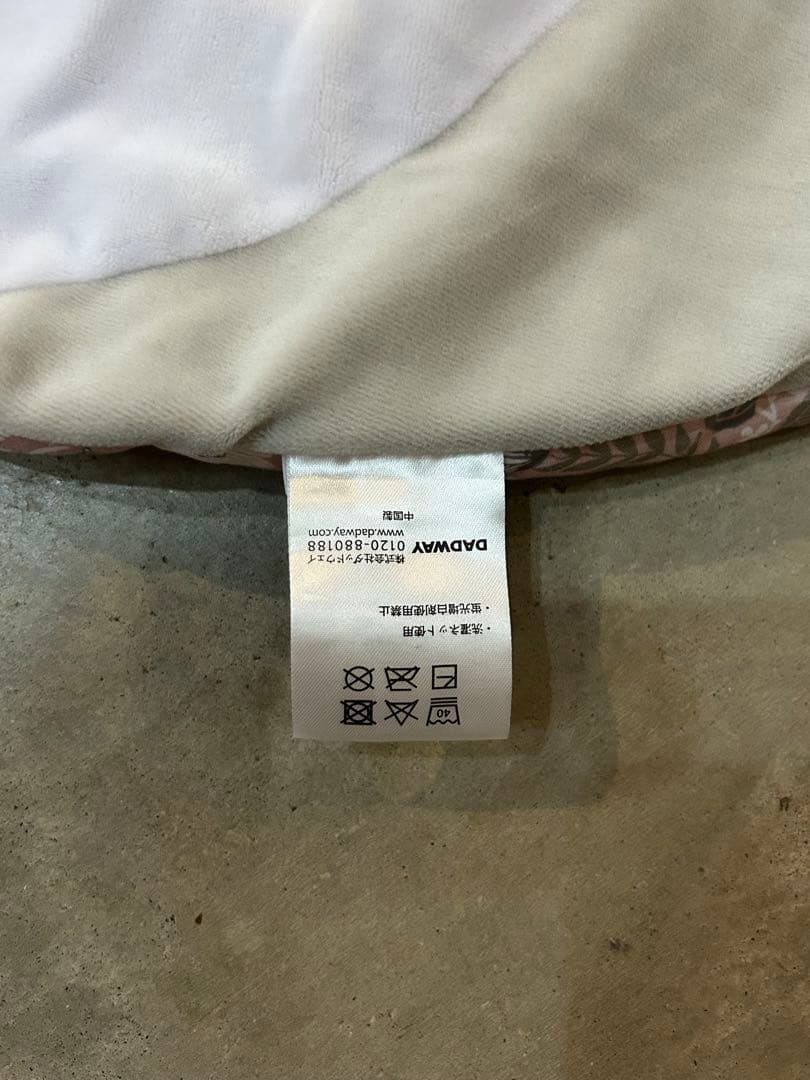 40
・洗濯ネット使用
・蛍光増白剤使用禁止
DADWAY
株式会社ダッドウェイ
0120-880188
www.dadway.com
中国製